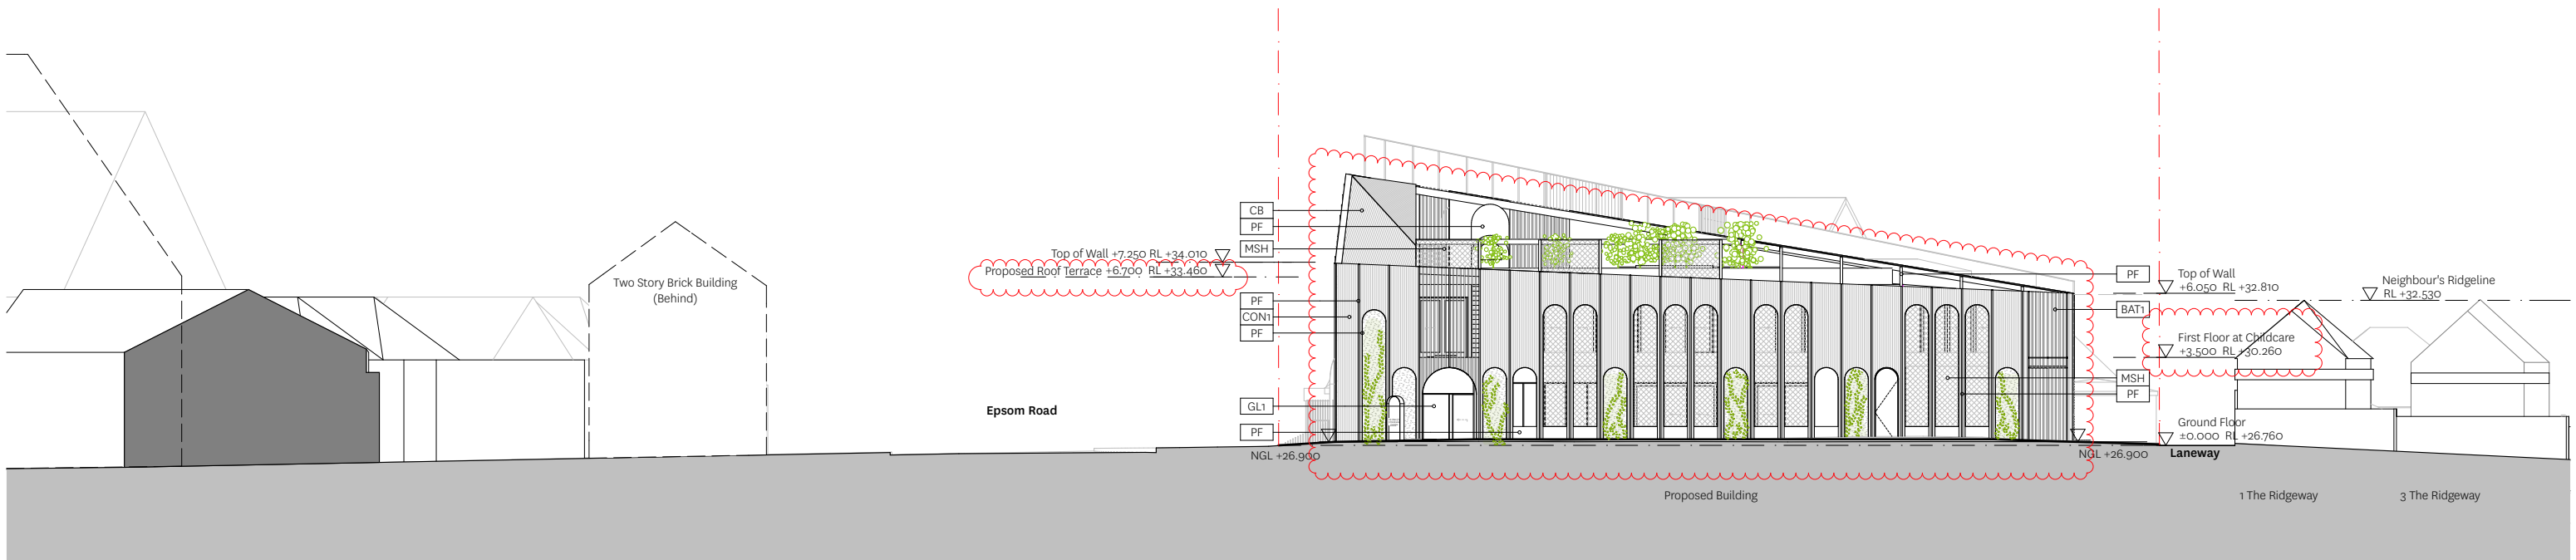 Two Story Brick Building
(Behind)
Epsom Road
Top of Wall +7.250 RL +34.010
Proposed Roof Terrace +6.700 RL +33.460
CB
PF
MSH
PF
CON1
PF
GL1
PF
NGL +26.900
Proposed Building
PF
BAT1
MSH
PF
Top of Wall
+6.050 RL +32.810
First Floor at Childcare
+3.500 RL +30.260
Ground Floor
±0.000 RL +26.760
NGL +26.900
Laneway
Neighbour's Ridgeline
RL +32.530
1 The Ridgeway
3 The Ridgeway